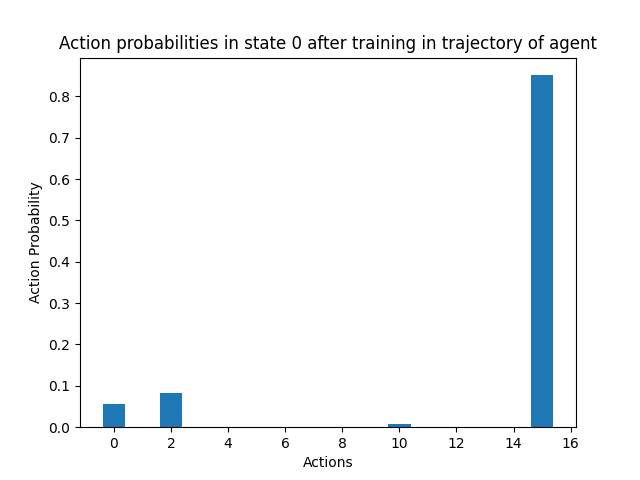 Action probabilities in state 0 after training in trajectory of agent
0.8
0.7
0.6
0.5
0.4
0.3
0.2
0.1
0.0
Action Probability
0 2 4 6 8 10 12 14 16
Actions